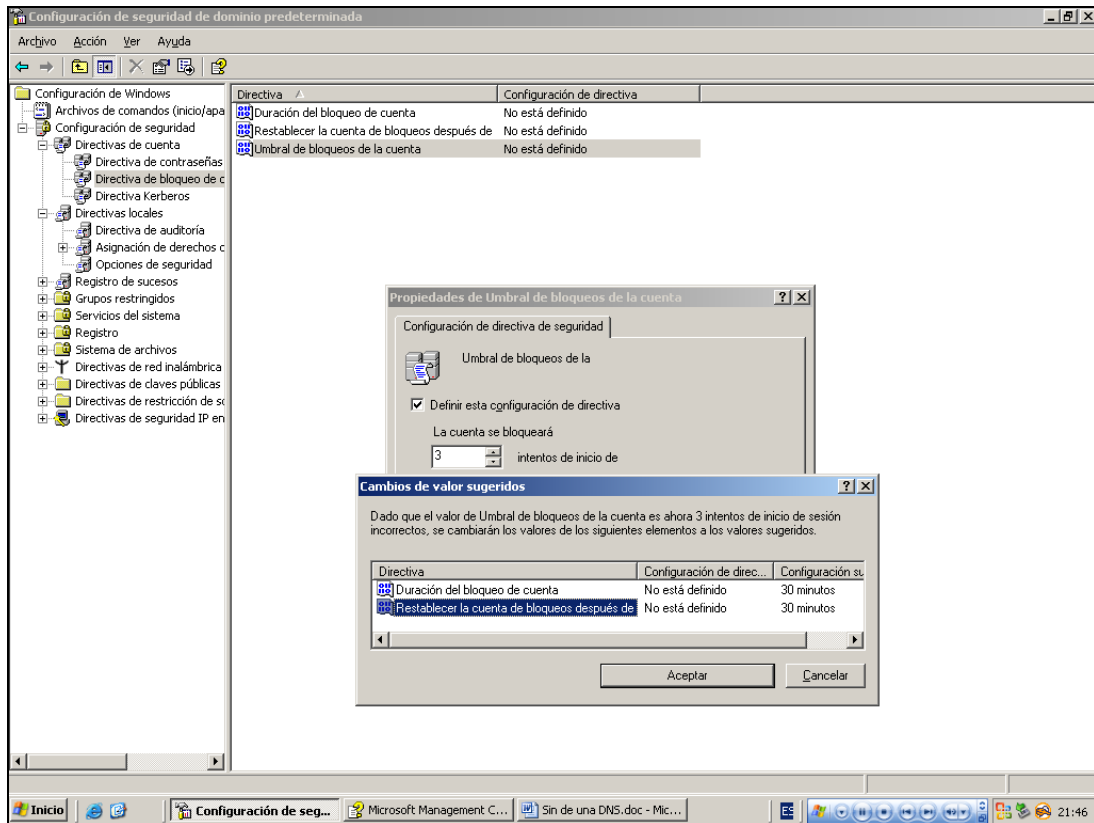 Configuración de seguridad de dominio predeterminada
Archivo Acción Ver Ayuda
Configuración de Windows
Archivos de comandos (inicio/apa
Configuración de seguridad
Directivas de cuenta
Directiva de contraseñas
Directiva de bloqueo de c
Directiva Kerberos
Directivas locales
Directiva de auditoría
Asignación de derechos c
Opciones de seguridad
Registro de sucesos
Grupos restringidos
Servicios del sistema
Registro
Sistema de archivos
Directivas de red inalámbrica
Directivas de claves públicas
Directivas de restricción de so
Directivas de seguridad IP en
Directiva Configuración de directiva
Duración del bloqueo de cuenta No está definido
Restablecer la cuenta de bloqueos después de No está definido
Umbral de bloqueos de la cuenta No está definido
Propiedades de Umbral de bloqueos de la cuenta
Configuración de directiva de seguridad
Umbral de bloqueos de la
Definir esta configuración de directiva
La cuenta se bloqueará
3 intentos de inicio de
Cambios de valor sugeridos
Dado que el valor de Umbral de bloqueos de la cuenta es ahora 3 intentos de inicio de sesión
incorrectos, se cambiarán los valores de los siguientes elementos a los valores sugeridos.
Directiva Configuración de direc... Configuración su
Duración del bloqueo de cuenta No está definido 30 minutos
Restablecer la cuenta de bloqueos después de No está definido 30 minutos
Aceptar Cancelar
Inicio Configuración de seg... Microsoft Management C... Sin de una DNS.doc - Mic... ES 21:46